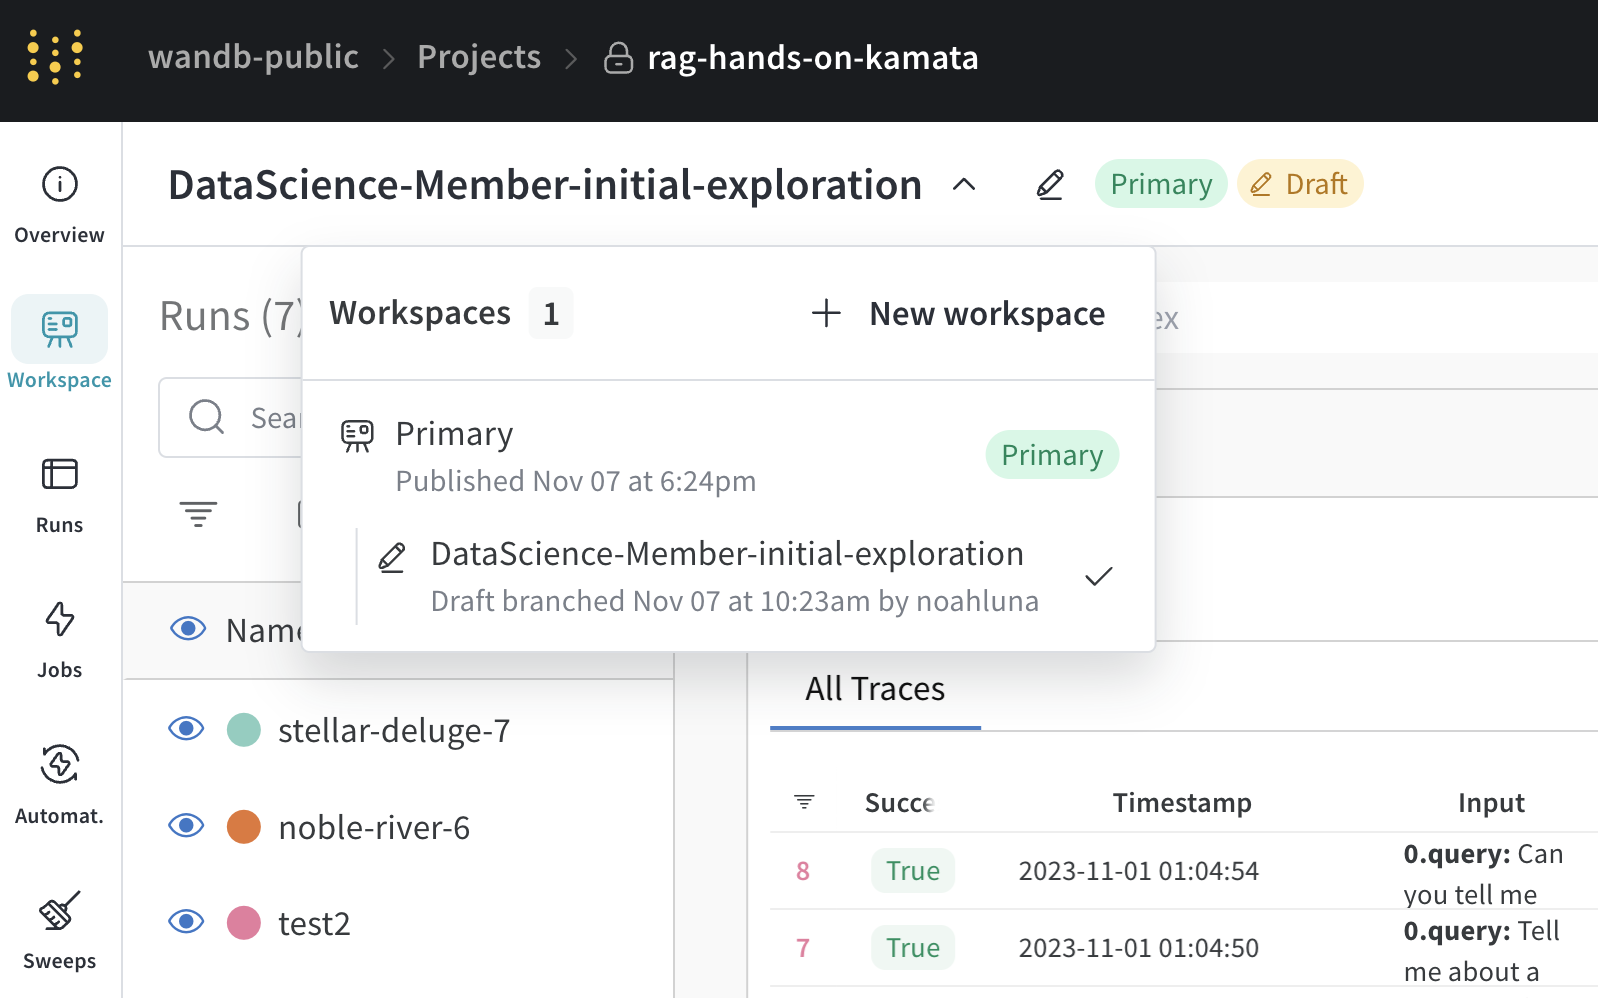 wandb-public > Projects > rag-hands-on-kamata
DataScience-Member-initial-exploration Primary Draft
Overview
Workspace
Runs
Jobs
Automat.
Sweeps
Runs (7)
Workspaces 1 + New workspace
Primary
Published Nov 07 at 6:24pm
Primary
DataScience-Member-initial-exploration
Draft branched Nov 07 at 10:23am by noahluna
stellar-deluge-7
noble-river-6
test2
All Traces
Timestamp Input
8 True 2023-11-01 01:04:54 0.query: Can
you tell me
7 True 2023-11-01 01:04:50 0.query: Tell
me about a